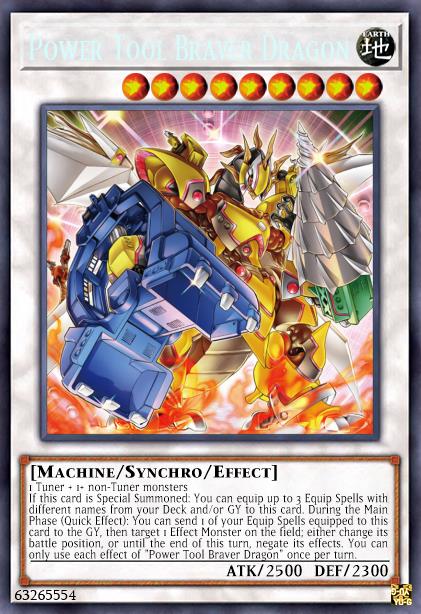 Power Tool Braver Dragon
EARTH
地
[Machine/Synchro/Effect]
1 Tuner + 1+ non-Tuner monsters
If this card is Special Summoned: You can equip up to 3 Equip Spells with
different names from your Deck and/or GY to this card. During the Main
Phase (Quick Effect): You can send 1 of your Equip Spells equipped to this
card to the GY, then target 1 Effect Monster on the field; either change its
battle position, or until the end of this turn, negate its effects. You can
only use each effect of "Power Tool Braver Dragon" once per turn.
ATK/2500 DEF/2300
63265554